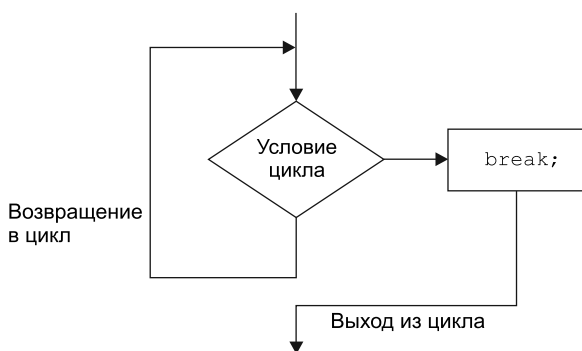 Условие
цикла
break;
Возвращение
в цикл
Выход из цикла